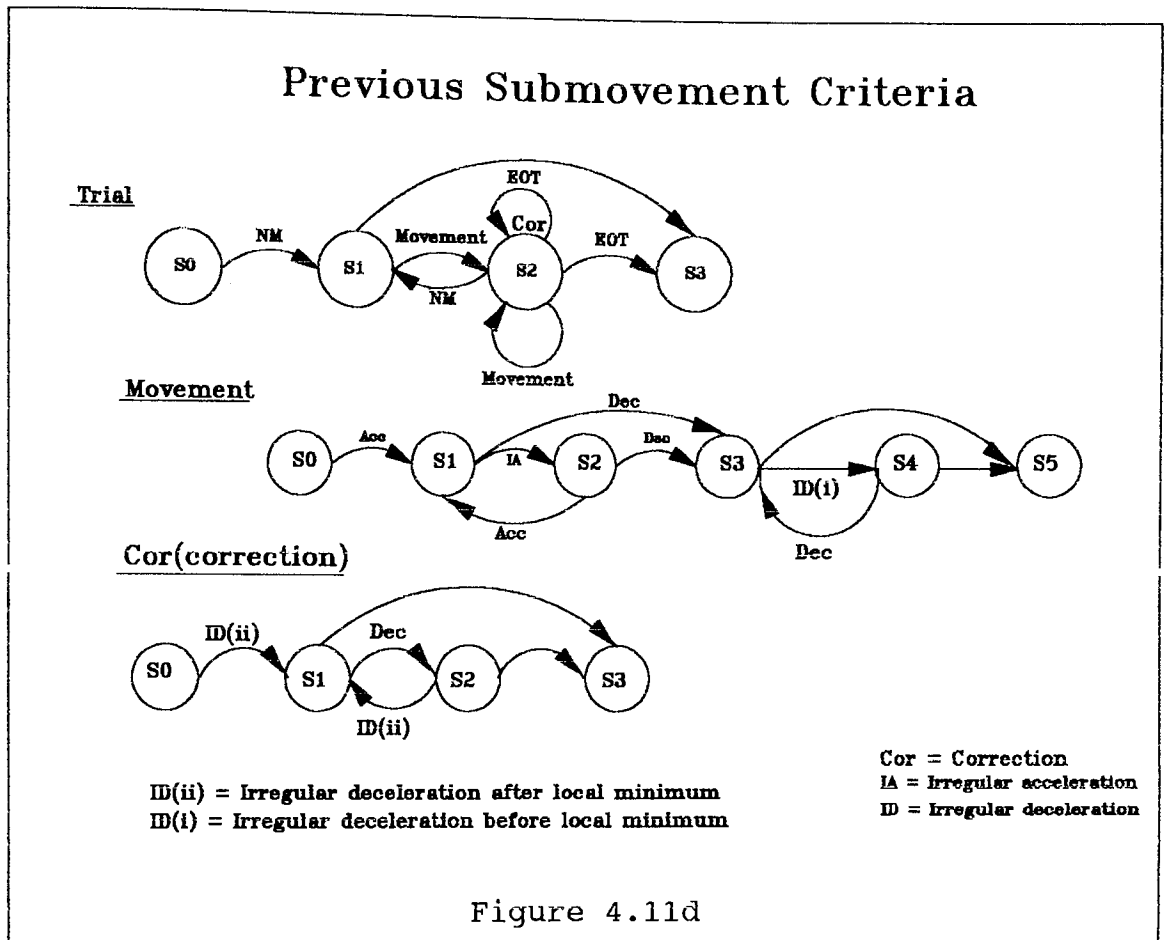 Previous Submovement Criteria
Trial
EOT
Cor
NM
Movement
EOT
S0
S1
S2
S3
NM
Movement
Movement
Dec
Acc
Dec
S0
S1
IA
S2
S3
S4
S5
ID(i)
Acc
Dec
Cor(correction)
ID(ii)
Dec
S0
S1
S2
S3
ID(ii)
Cor = Correction
IA = Irregular acceleration
ID = Irregular deceleration
ID(ii) = Irregular deceleration after local minimum
ID(i) = Irregular deceleration before local minimum
Figure 4.11d